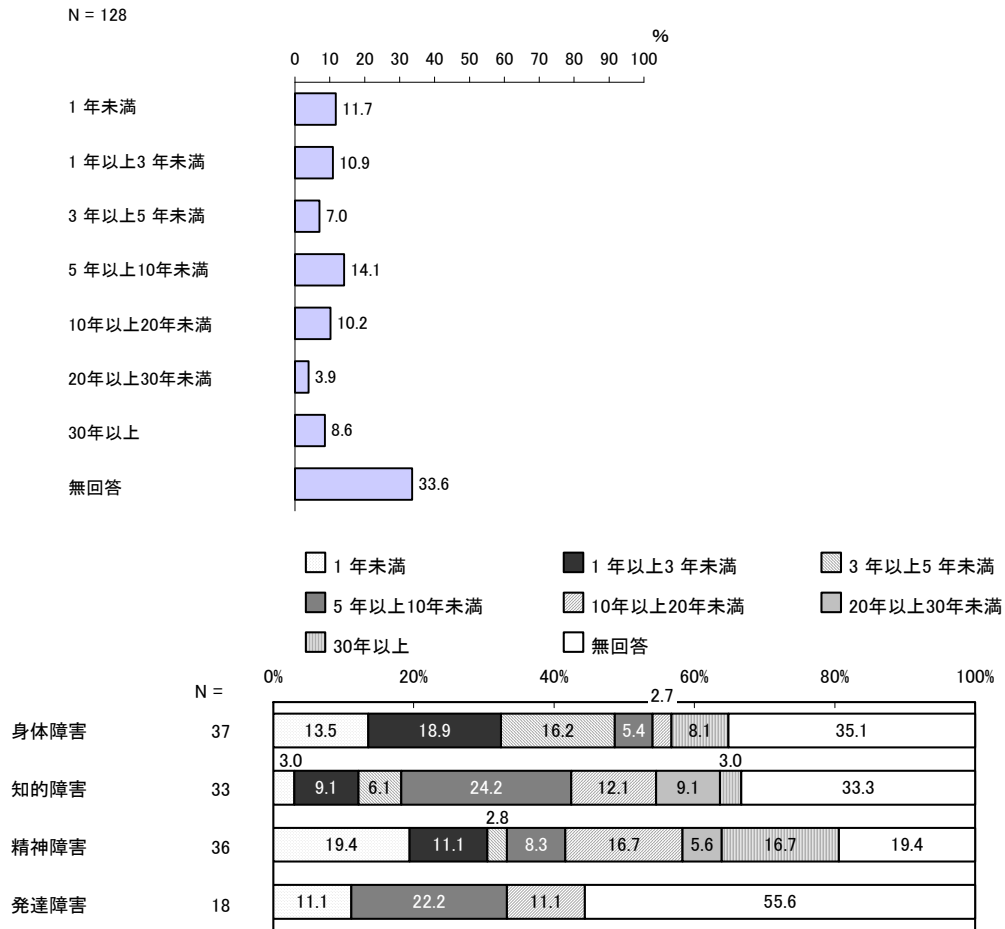 N = 128
%
0 10 20 30 40 50 60 70 80 90 100
1 年未満 11.7
1 年以上3 年未満 10.9
3 年以上5 年未満 7.0
5 年以上10年未満 14.1
10年以上20年未満 10.2
20年以上30年未満 3.9
30年以上 8.6
無回答 33.6
1 年未満 1 年以上3 年未満 3 年以上5 年未満
5 年以上10年未満 10年以上20年未満 20年以上30年未満
30年以上 無回答
N = 0% 20% 40% 60% 80% 100%
2.7
身体障害 37 13.5 18.9 16.2 5.4 8.1 35.1
3.0 3.0
知的障害 33 9.1 6.1 24.2 12.1 9.1 33.3
2.8
精神障害 36 19.4 11.1 8.3 16.7 5.6 16.7 19.4
発達障害 18 11.1 22.2 11.1 55.6